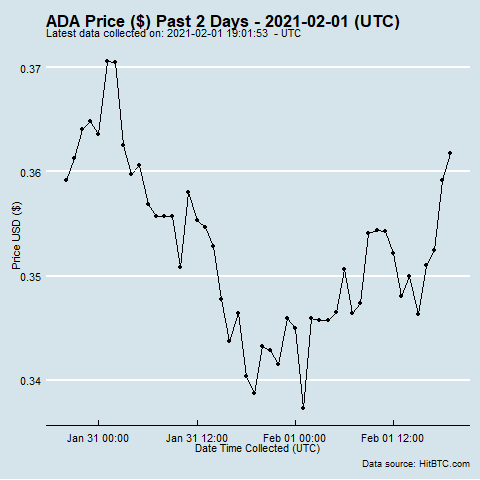 ADA Price ($) Past 2 Days - 2021-02-01 (UTC)
Latest data collected on: 2021-02-01 19:01:53 - UTC
0.37
0.36
0.35
0.34
Price USD ($)
Jan 31 00:00 Jan 31 12:00 Feb 01 00:00 Feb 01 12:00
Date Time Collected (UTC)
Data source: HitBTC.com